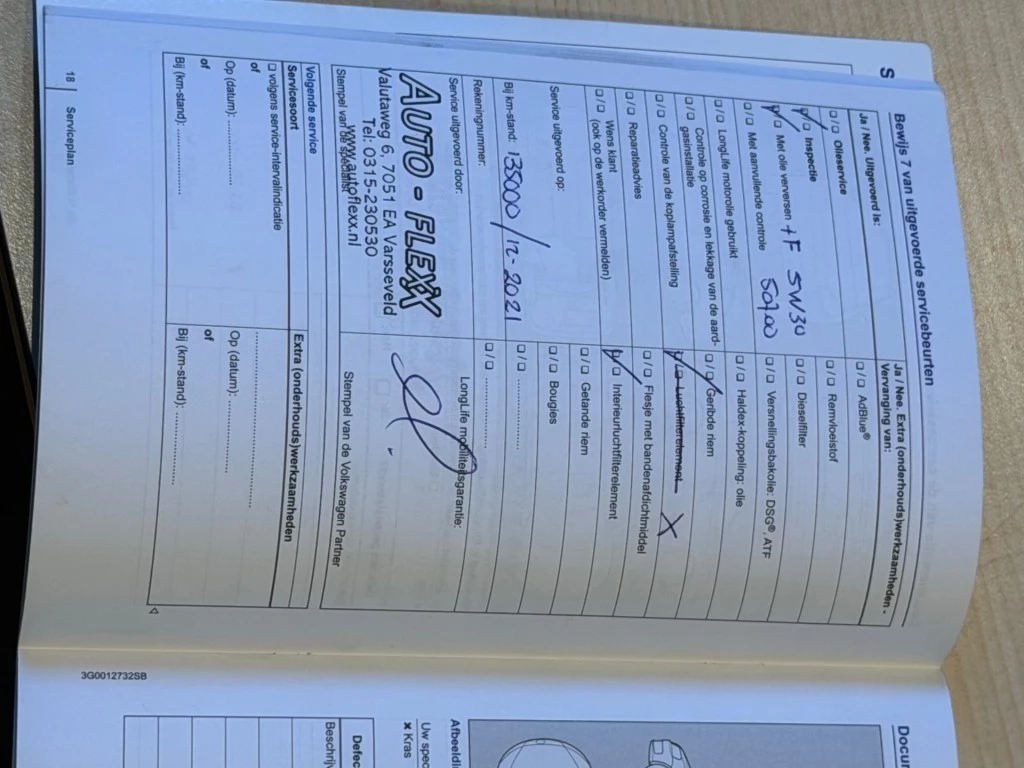 S
Bewijs 7 van uitgevoerde servicebeurten
Ja / Nee. Uitgevoerd is:
☐/☐ Olieservice
☐/☐ Inspectie
☐/☐ Met olie verversen + F 5W30
☐/☐ Met aanvullende controle 507.00
☐/☐ LongLife motorolie gebruikt
☐/☐ Controle op corrosie en lekkage van de aard-
gasinstallatie
☐/☐ Controle van de koplampafstelling
☐/☐ Reparatieadvies
☐/☐ Wens klant
(ook op de werkorder vermelden)
Service uitgevoerd op:
Bij km-stand: 135000 / 12-2021
Rekeningnummer:
Service uitgevoerd door:
AUTO - FLEXX
Valutaweg 6, 7051 EA Varsseveld
Tel: 0315-230530
www.autoflexx.nl
Stempel van de specialist
Ja / Nee. Extra (onderhouds)werkzaamheden -
Vervanging van:
☐/☐ AdBlue®
☐/☐ Remvloeistof
☐/☐ Dieselfilter
☐/☐ Versnellingsbakolie: DSG®, ATF
☐/☐ Haldex-koppeling: olie
☐/☐ Geribde riem
☐/☐ Luchtfilterelement X
☐/☐ Flesje met bandenafdichtmiddel
☐/☐ Interieurluchtfilterelement
☐/☐ Getande riem
☐/☐ Bougies
☐/☐ ..................
☐/☐ ..................
LongLife mobiliteitsgarantie:
Stempel van de Volkswagen Partner
Volgende service
Servicesoort
☐ volgens service-intervalindicatie
of
Op (datum): ..................
of
Bij (km-stand): ..................
Extra (onderhouds)werkzaamheden
..................
Op (datum): ..................
of
Bij (km-stand): ..................
18 Serviceplan
3G0012732SB
Docur
Afbeeldi
Uw spec
× Kras
Defec
Beschrijv